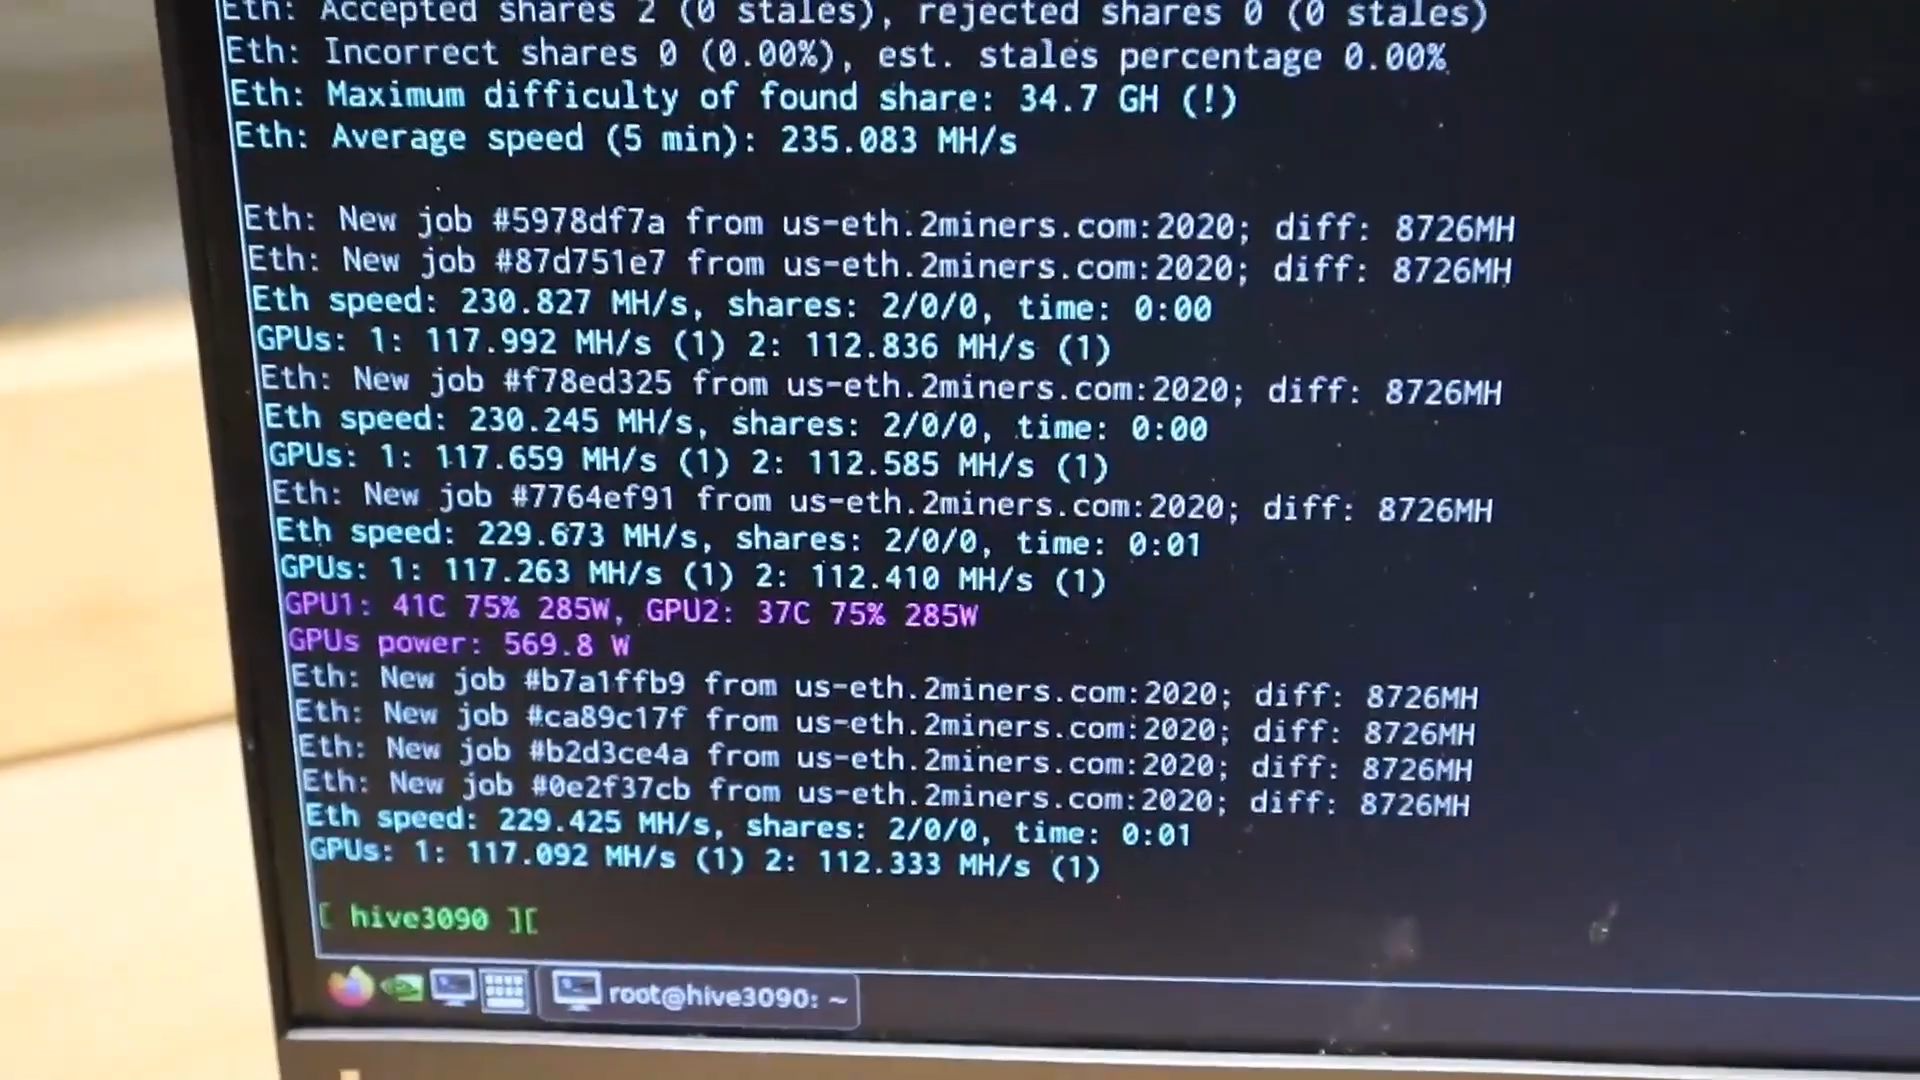 Eth: Accepted shares 2 (0 stales), rejected shares 0 (0 stales)
Eth: Incorrect shares 0 (0.00%), est. stales percentage 0.00%
Eth: Maximum difficulty of found share: 34.7 GH (!)
Eth: Average speed (5 min): 235.083 MH/s
Eth: New job #5978df7a from us-eth.2miners.com:2020; diff: 8726MH
Eth: New job #87d751e7 from us-eth.2miners.com:2020; diff: 8726MH
Eth speed: 230.827 MH/s, shares: 2/0/0, time: 0:00
GPUs: 1: 117.992 MH/s (1) 2: 112.836 MH/s (1)
Eth: New job #f78ed325 from us-eth.2miners.com:2020; diff: 8726MH
Eth speed: 230.245 MH/s, shares: 2/0/0, time: 0:00
GPUs: 1: 117.659 MH/s (1) 2: 112.585 MH/s (1)
Eth: New job #7764ef91 from us-eth.2miners.com:2020; diff: 8726MH
Eth speed: 229.673 MH/s, shares: 2/0/0, time: 0:01
GPUs: 1: 117.263 MH/s (1) 2: 112.410 MH/s (1)
GPU1: 41C 75% 285W, GPU2: 37C 75% 285W
GPUs power: 569.8 W
Eth: New job #b7a1ffb9 from us-eth.2miners.com:2020; diff: 8726MH
Eth: New job #ca89c17f from us-eth.2miners.com:2020; diff: 8726MH
Eth: New job #b2d3ce4a from us-eth.2miners.com:2020; diff: 8726MH
Eth: New job #0e2f37cb from us-eth.2miners.com:2020; diff: 8726MH
Eth speed: 229.425 MH/s, shares: 2/0/0, time: 0:01
GPUs: 1: 117.092 MH/s (1) 2: 112.333 MH/s (1)
[ hive3090 ][
root@hive3090: ~